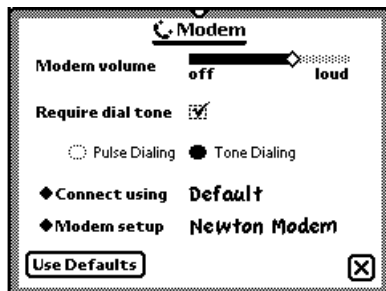 Modem
Modem volume
off loud
Require dial tone
Pulse Dialing Tone Dialing
Connect using Default
Modem setup Newton Modem
Use Defaults